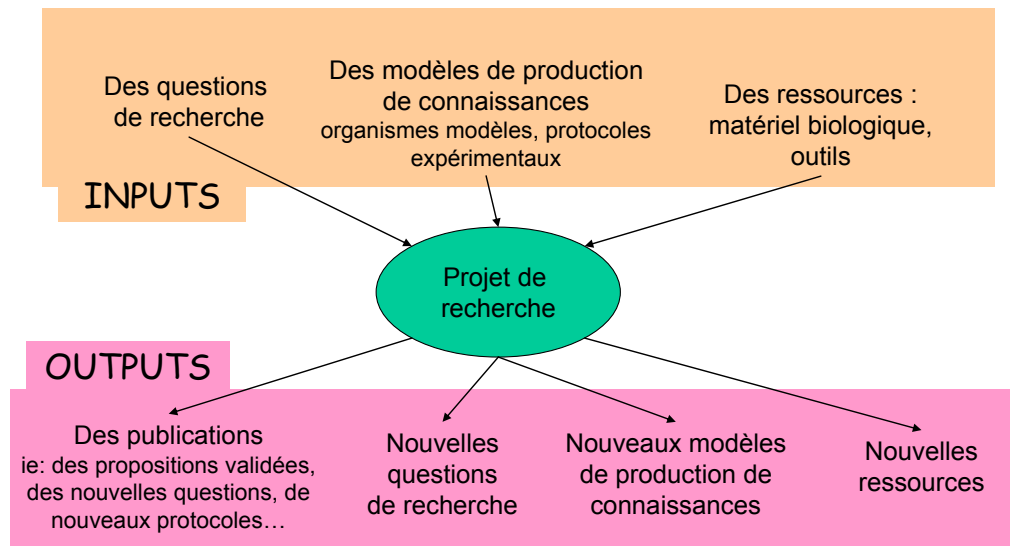 Des questions
de recherche
Des modèles de production
de connaissances
organismes modèles, protocoles
expérimentaux
Des ressources :
matériel biologique,
outils
INPUTS
Projet de
recherche
OUTPUTS
Des publications
ie: des propositions validées,
des nouvelles questions, de
nouveaux protocoles…
Nouvelles
questions
de recherche
Nouveaux modèles
de production de
connaissances
Nouvelles
ressources